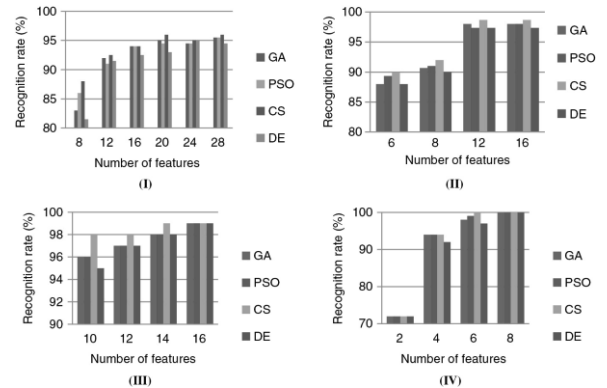 Recognition rate (%)
100
95
90
85
80
8 12 16 20 24 28
Number of features
GA
PSO
CS
DE
(I)
Recognition rate (%)
100
95
90
85
80
6 8 12 16
Number of features
GA
PSO
CS
DE
(II)
Recognition rate (%)
100
98
96
94
92
90
10 12 14 16
Number of features
GA
PSO
CS
DE
(III)
Recognition rate (%)
100
90
80
70
2 4 6 8
Number of features
GA
PSO
CS
DE
(IV)